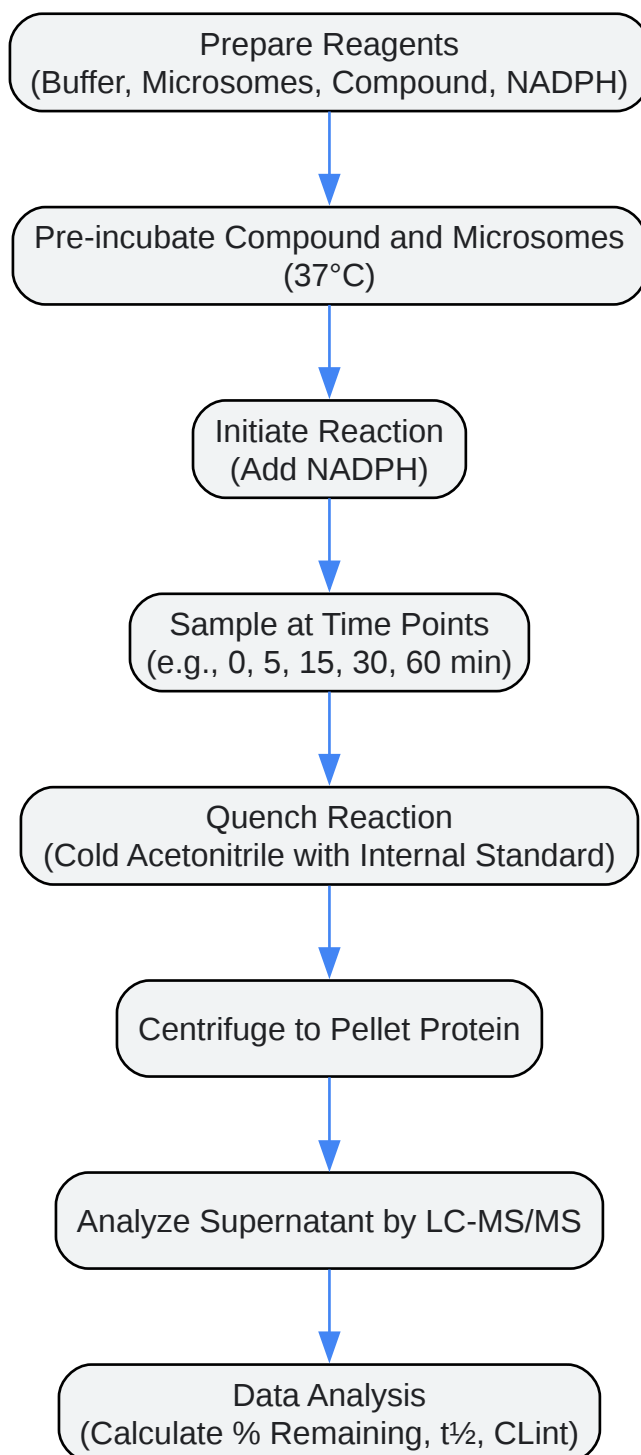 Prepare Reagents
(Buffer, Microsomes, Compound, NADPH)
Pre-incubate Compound and Microsomes
(37°C)
Initiate Reaction
(Add NADPH)
Sample at Time Points
(e.g., 0, 5, 15, 30, 60 min)
Quench Reaction
(Cold Acetonitrile with Internal Standard)
Centrifuge to Pellet Protein
Analyze Supernatant by LC-MS/MS
Data Analysis
(Calculate % Remaining, t½, CLint)